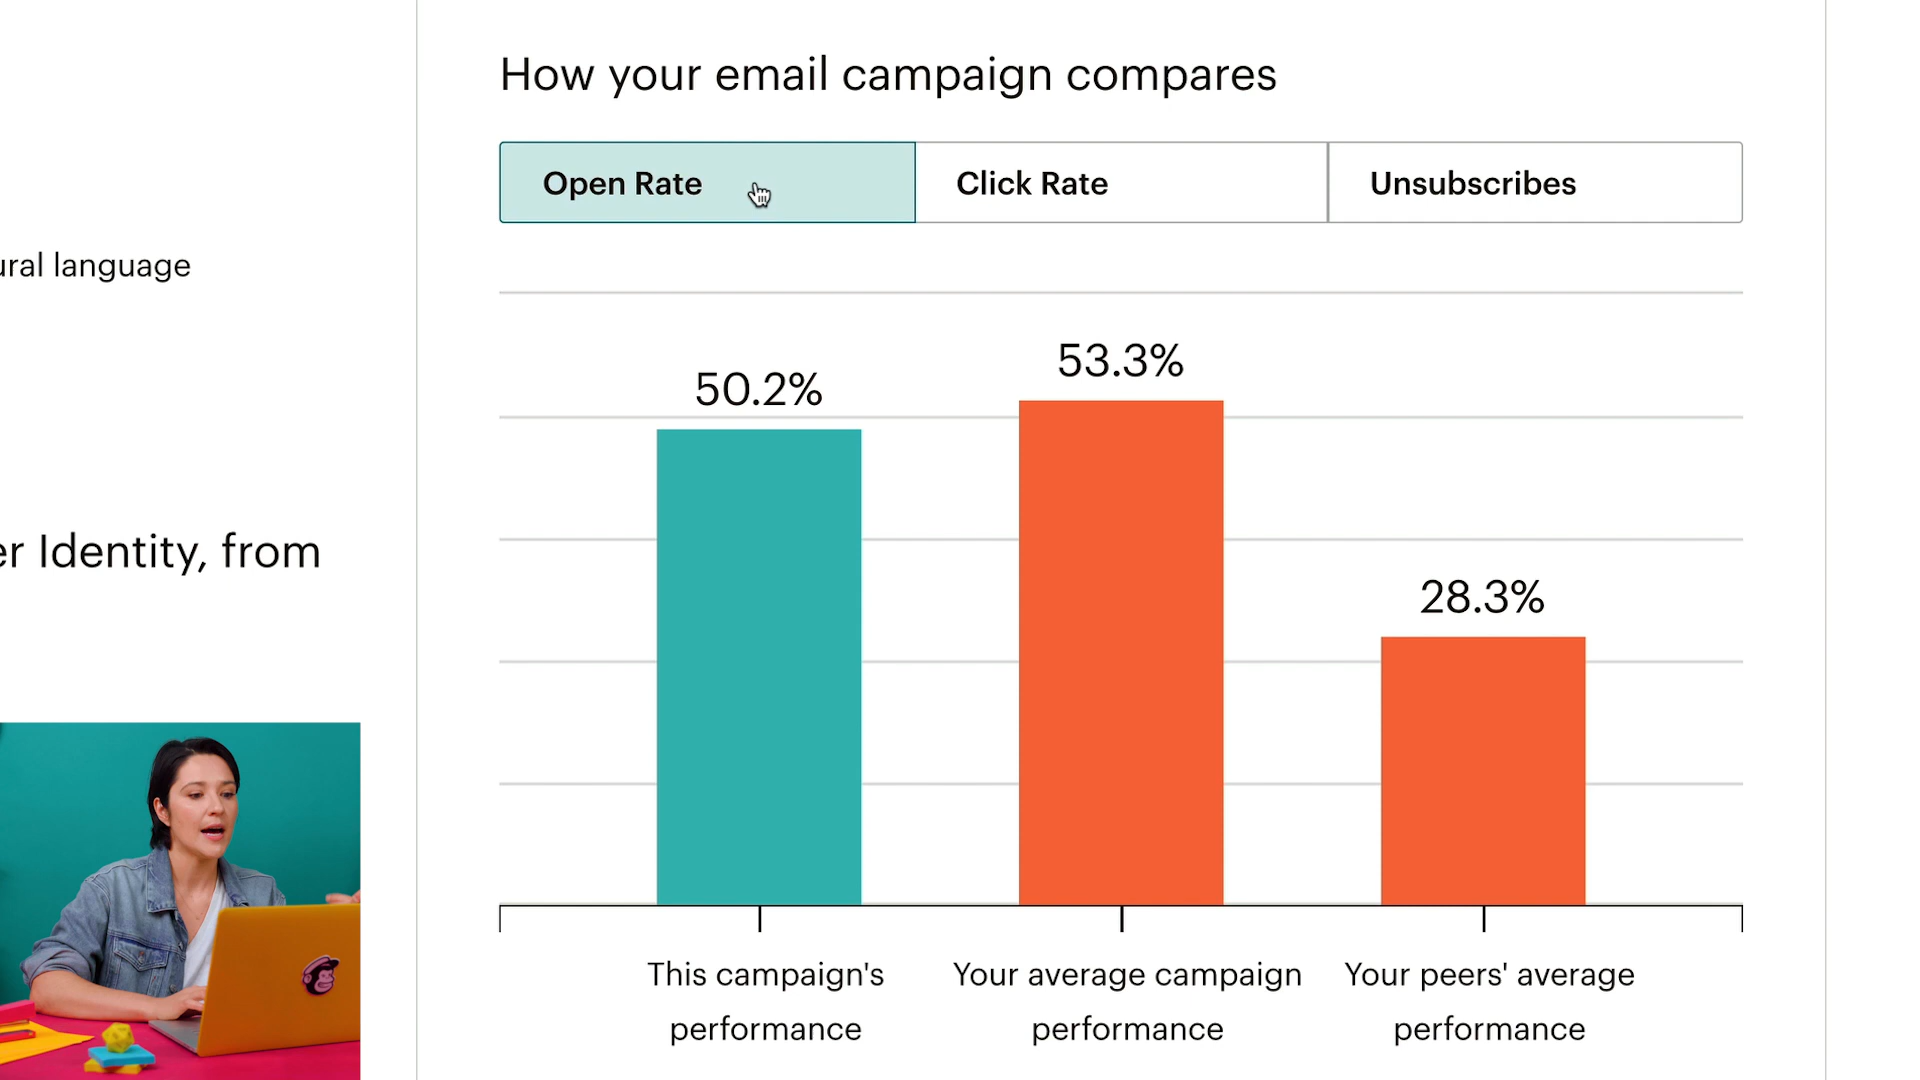 How your email campaign compares
Open Rate
Click Rate
Unsubscribes
ural language
50.2%
53.3%
28.3%
er Identity, from
This campaign's
performance
Your average campaign
performance
Your peers' average
performance